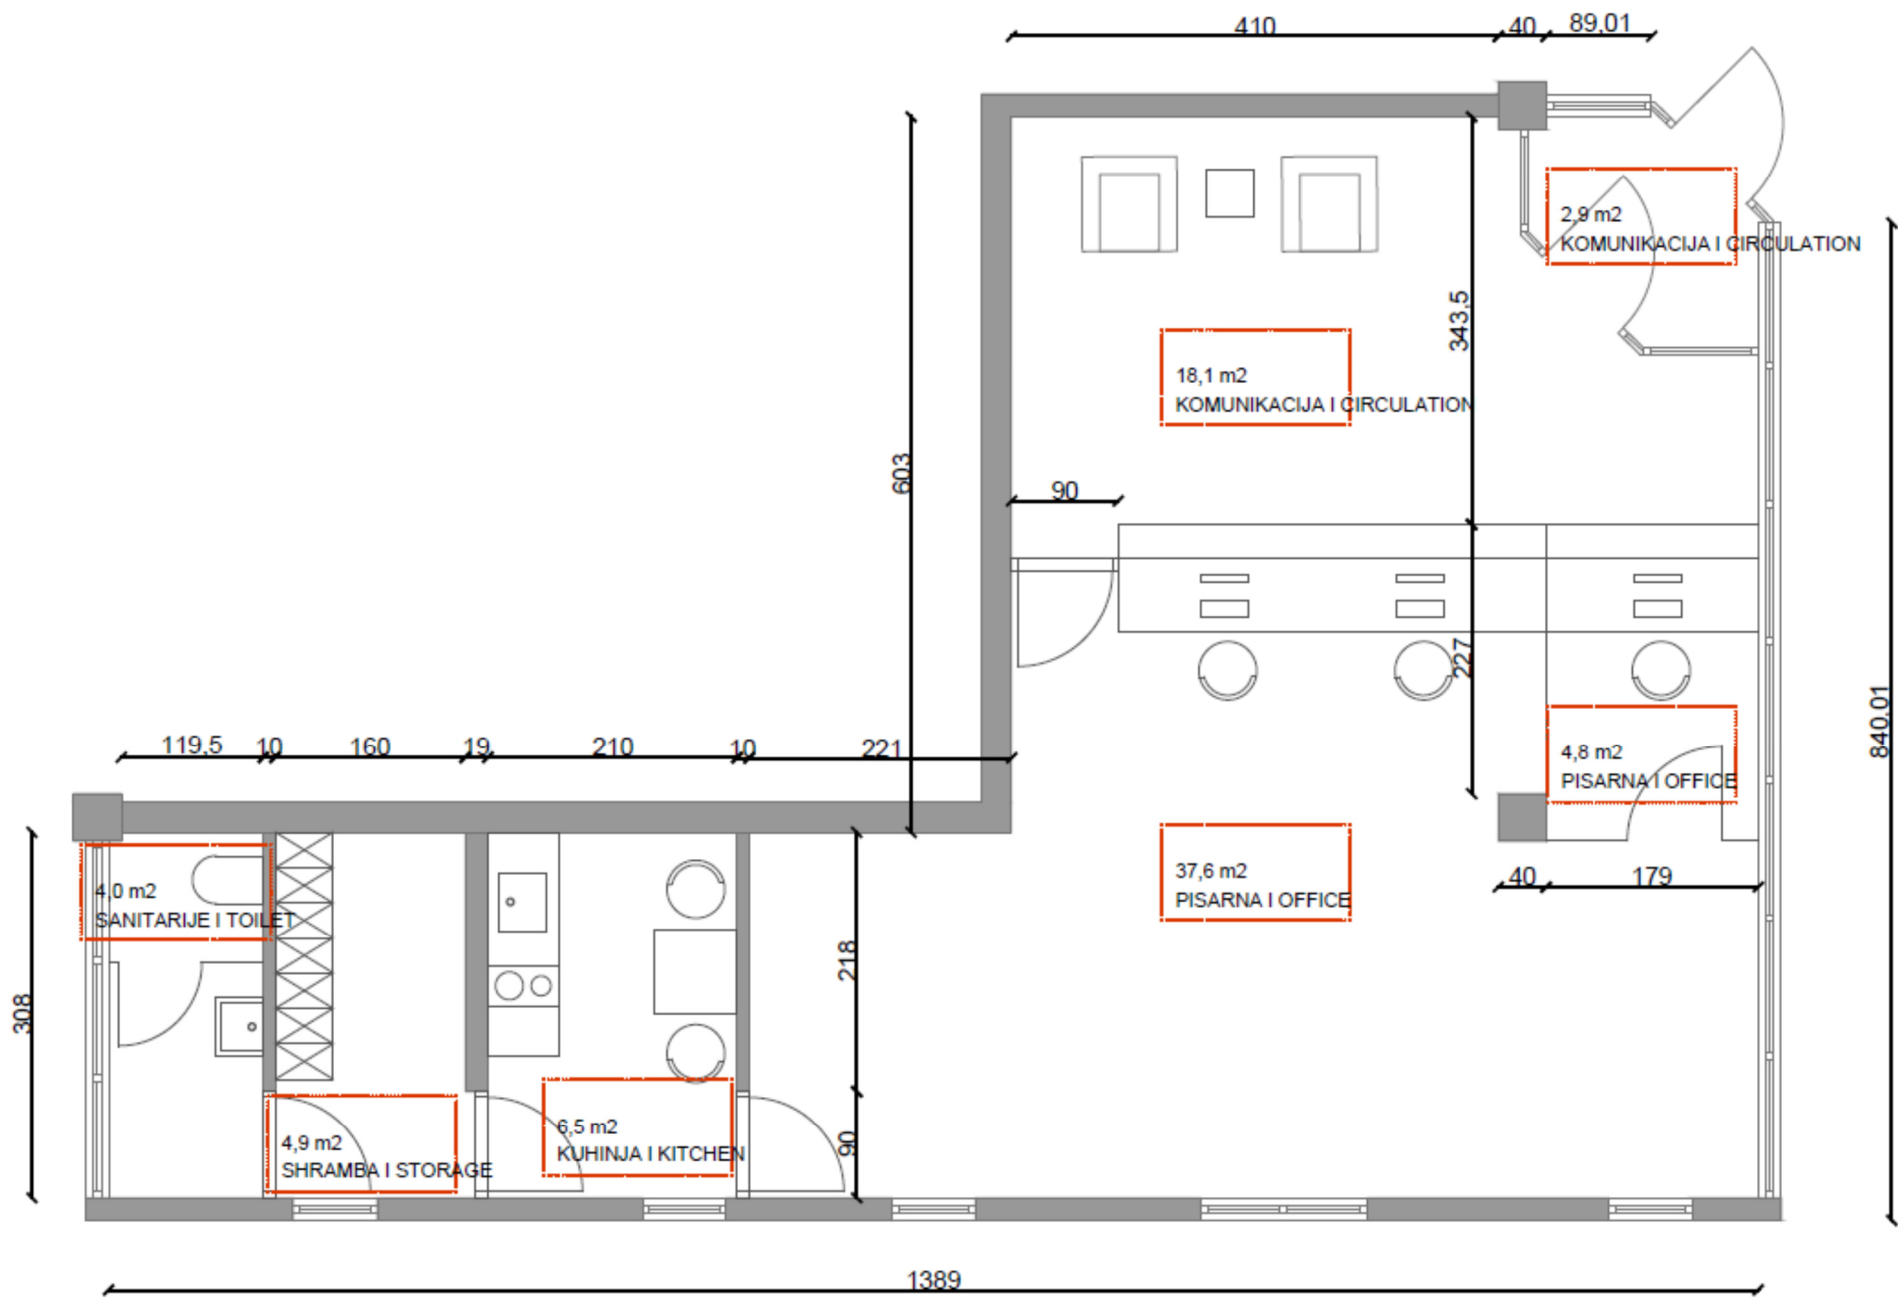 410
40
89,01
2,9 m2
KOMUNIKACIJA I CIRCULATION
343,5
18,1 m2
KOMUNIKACIJA I CIRCULATION
603
90
227
840,01
119,5
10
160
19
210
10
221
4,8 m2
PISARNA I OFFICE
37,6 m2
PISARNA I OFFICE
40
179
4,0 m2
SANITARIJE I TOILET
218
308
90
4,9 m2
SHRAMBA I STORAGE
6,5 m2
KUHINJA I KITCHEN
1389